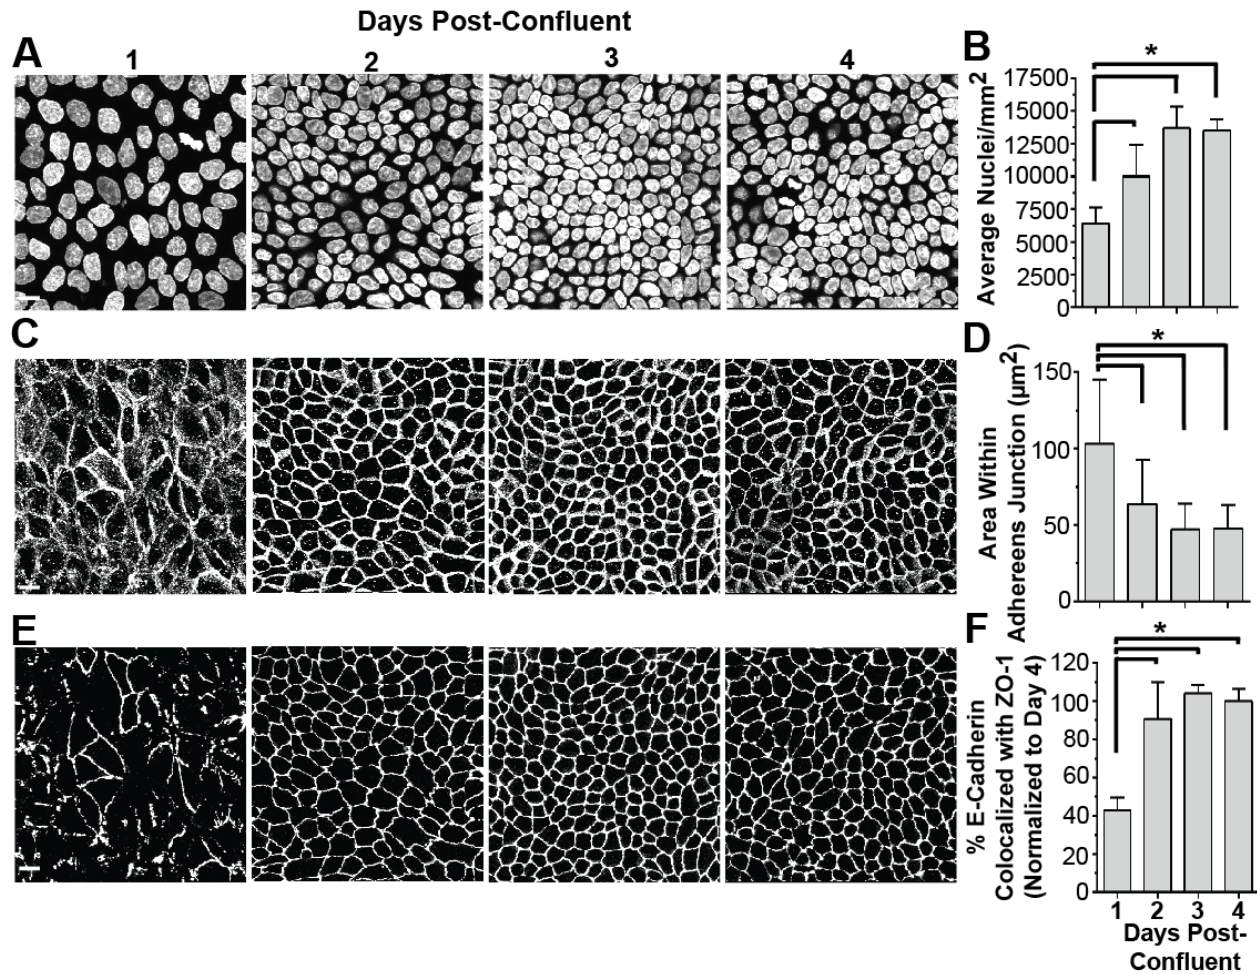 Days Post-Confluent
A
1
2
3
4
B
*
Average Nuclei/mm2
17500
15000
12500
10000
7500
5000
2500
0
C
D
*
Area Within
Adhereens Junction (µm2)
150
100
50
0
E
F
*
% E-Cadherin
Colocalized with ZO-1
(Normalized to Day 4)
120
100
80
60
40
20
0
1 2 3 4
Days Post-
Confluent